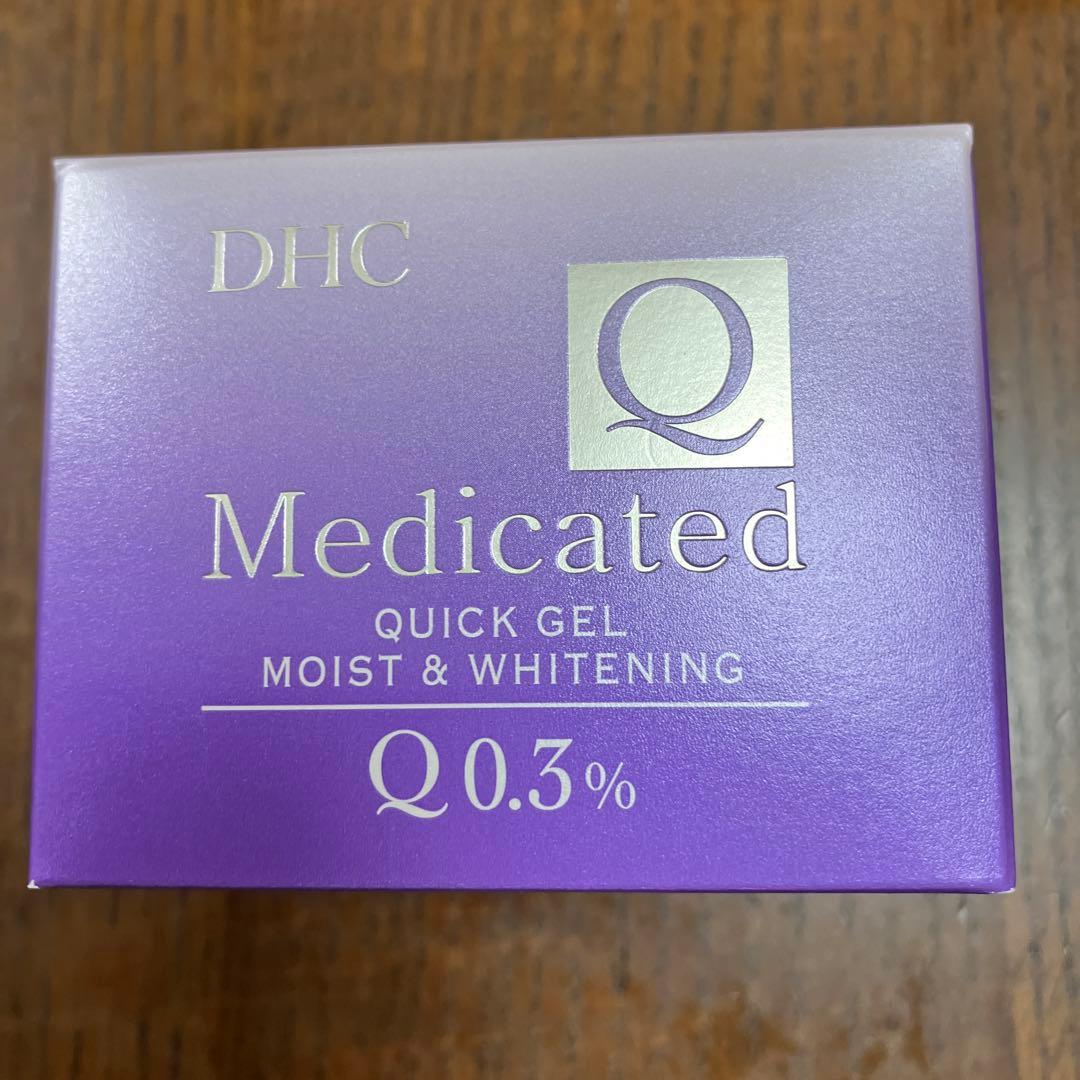 DHC
Q
Medicated
QUICK GEL
MOIST & WHITENING
Q 0.3%